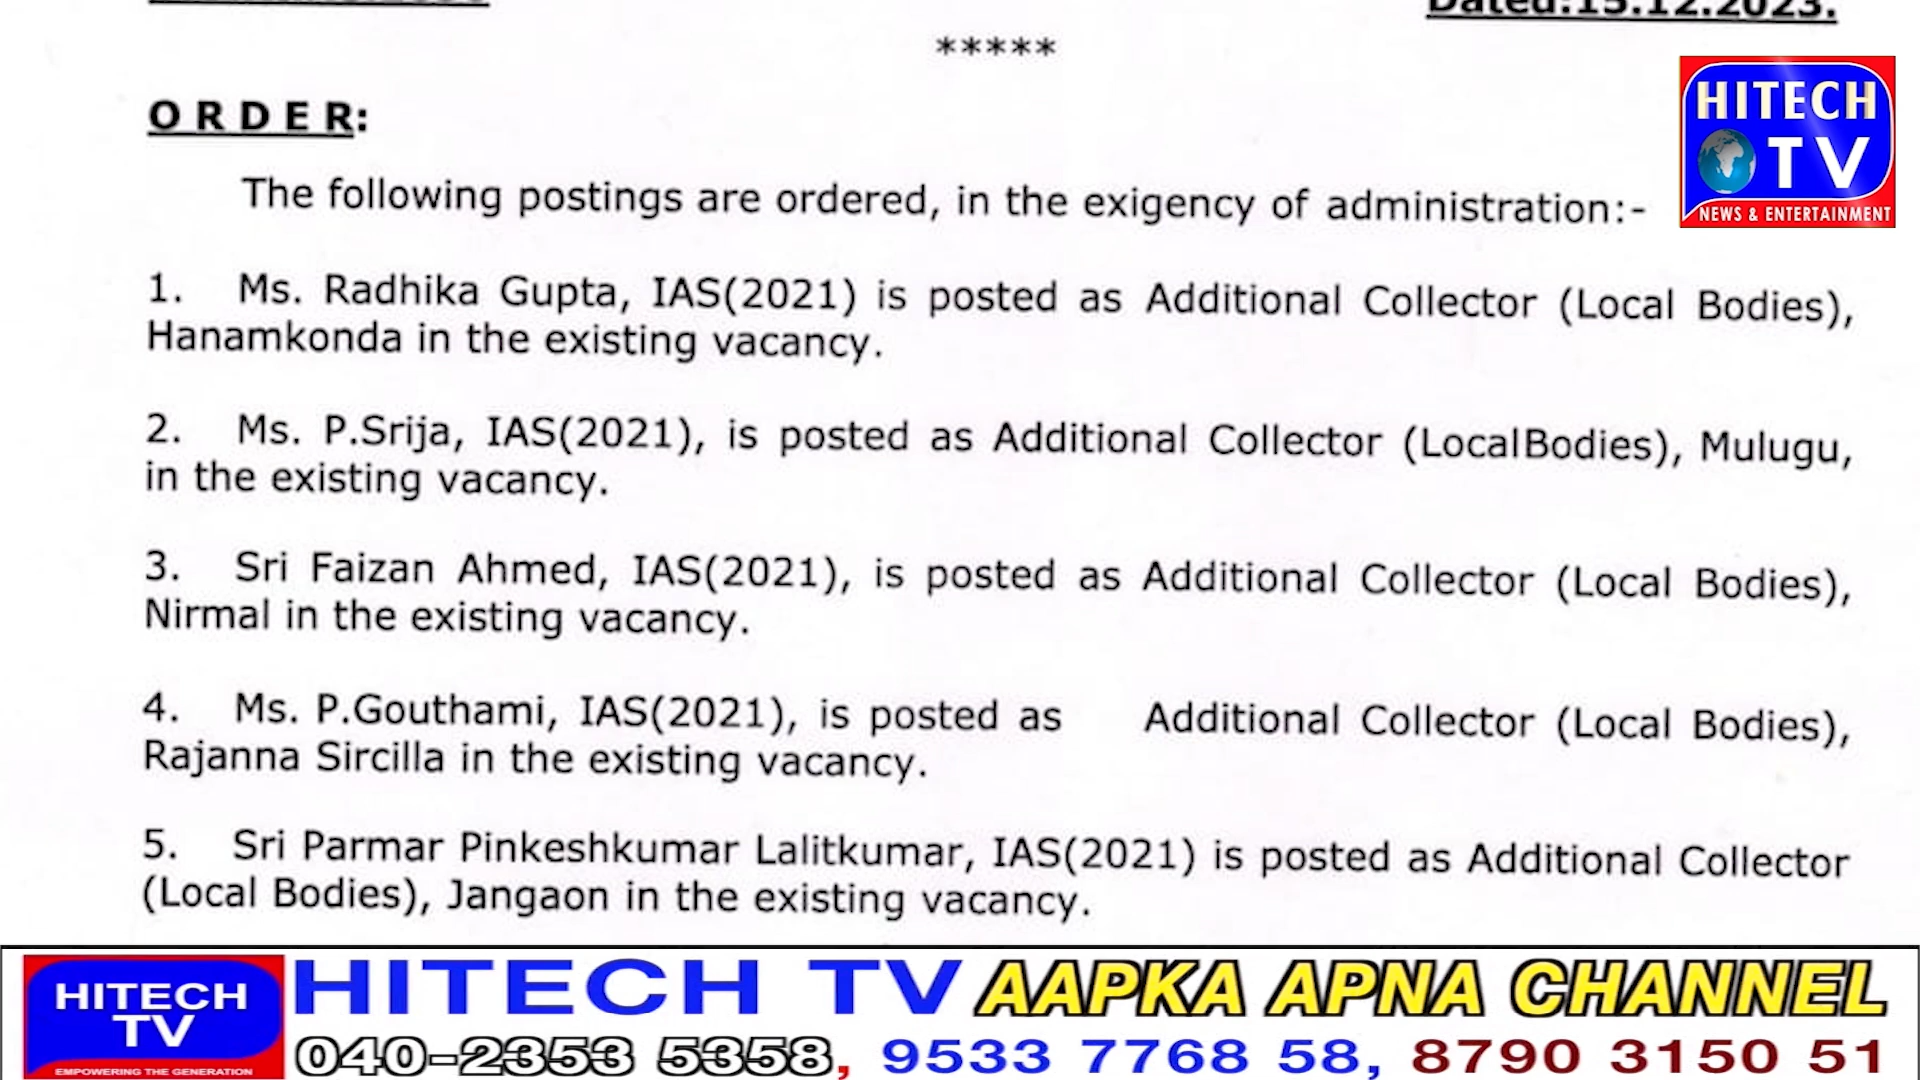 Dated:15.12.2023.
*****
O R D E R:
HITECH
TV
NEWS & ENTERTAINMENT
The following postings are ordered, in the exigency of administration:-
1. Ms. Radhika Gupta, IAS(2021) is posted as Additional Collector (Local Bodies),
Hanamkonda in the existing vacancy.
2. Ms. P.Srija, IAS(2021), is posted as Additional Collector (LocalBodies), Mulugu,
in the existing vacancy.
3. Sri Faizan Ahmed, IAS(2021), is posted as Additional Collector (Local Bodies),
Nirmal in the existing vacancy.
4. Ms. P.Gouthami, IAS(2021), is posted as Additional Collector (Local Bodies),
Rajanna Sircilla in the existing vacancy.
5. Sri Parmar Pinkeshkumar Lalitkumar, IAS(2021) is posted as Additional Collector
(Local Bodies), Jangaon in the existing vacancy.
HITECH
TV
EMPOWERING THE GENERATION
HITECH TV AAPKA APNA CHANNEL
040-2353 5358, 9533 7768 58, 8790 3150 51